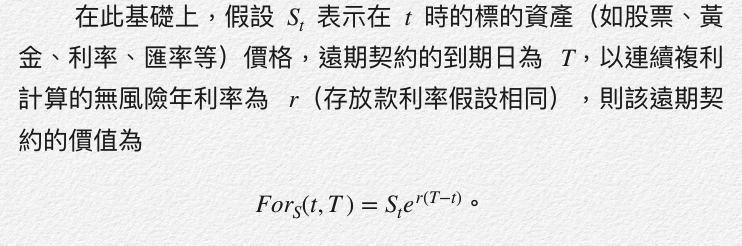 在此基礎上，假設 Sₜ 表示在 t 時的標的資產（如股票、黃
金、利率、匯率等）價格，遠期契約的到期日為 T，以連續複利
計算的無風險年利率為 r（存放款利率假設相同），則該遠期契
約的價值為
For_S(t, T) = Sₜe^{r(T−t)}。